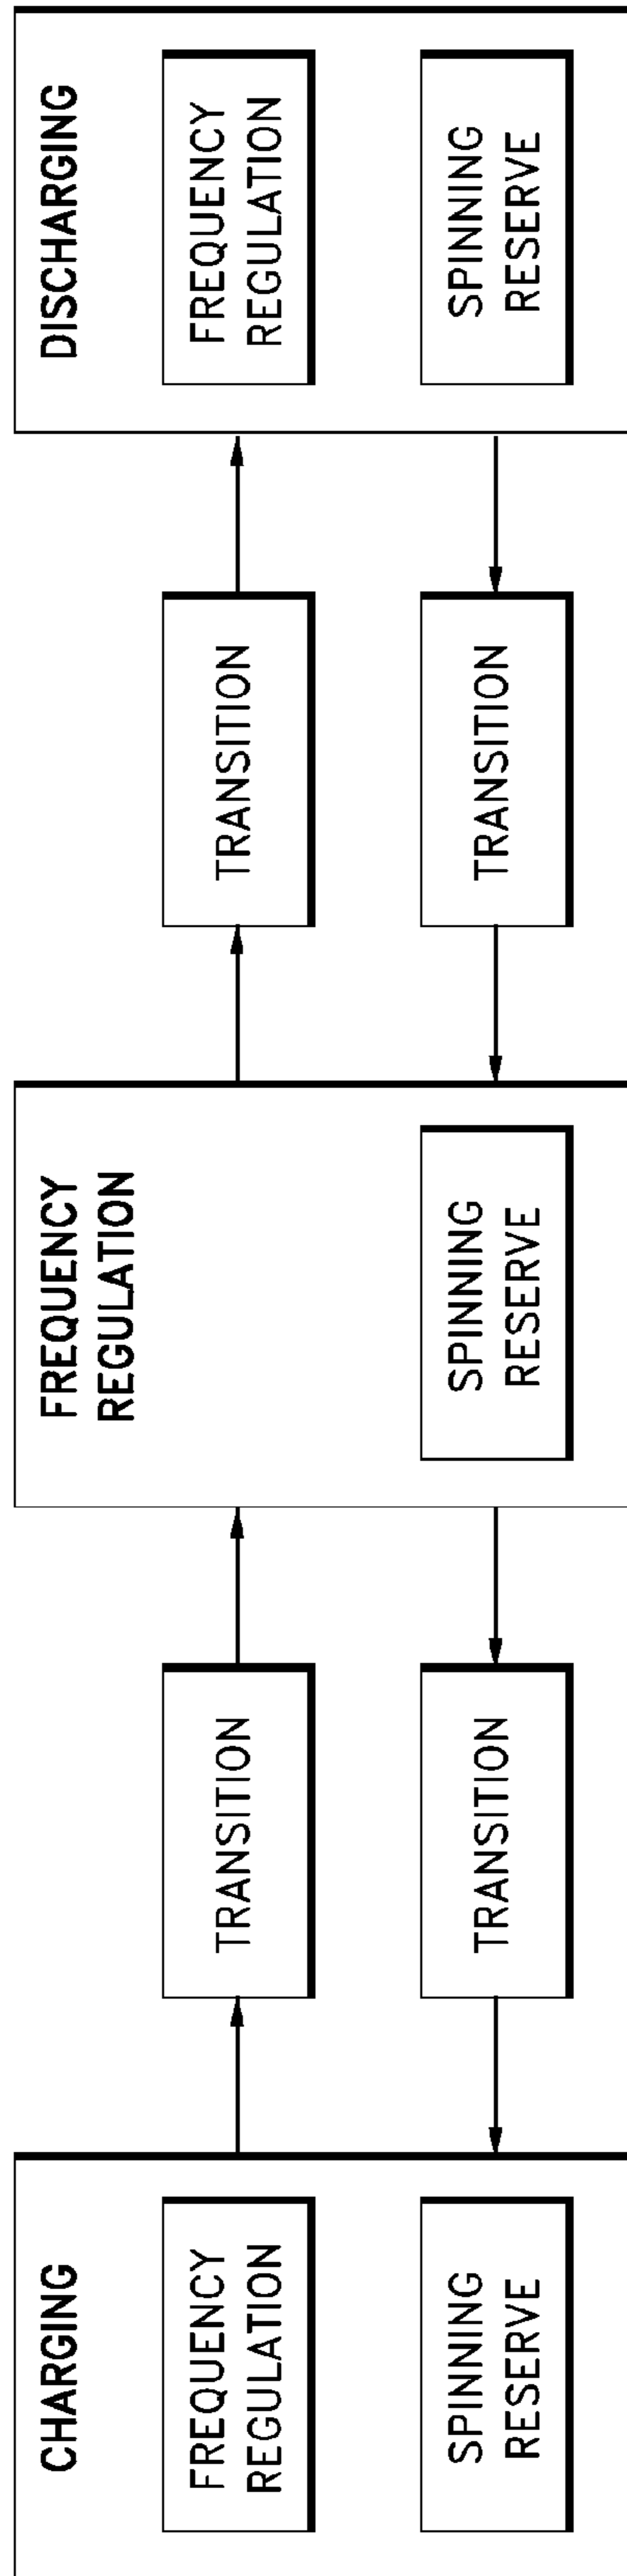 CHARGING
FREQUENCY
REGULATION
SPINNING
RESERVE
TRANSITION
TRANSITION
FREQUENCY
REGULATION
SPINNING
RESERVE
TRANSITION
TRANSITION
DISCHARGING
FREQUENCY
REGULATION
SPINNING
RESERVE